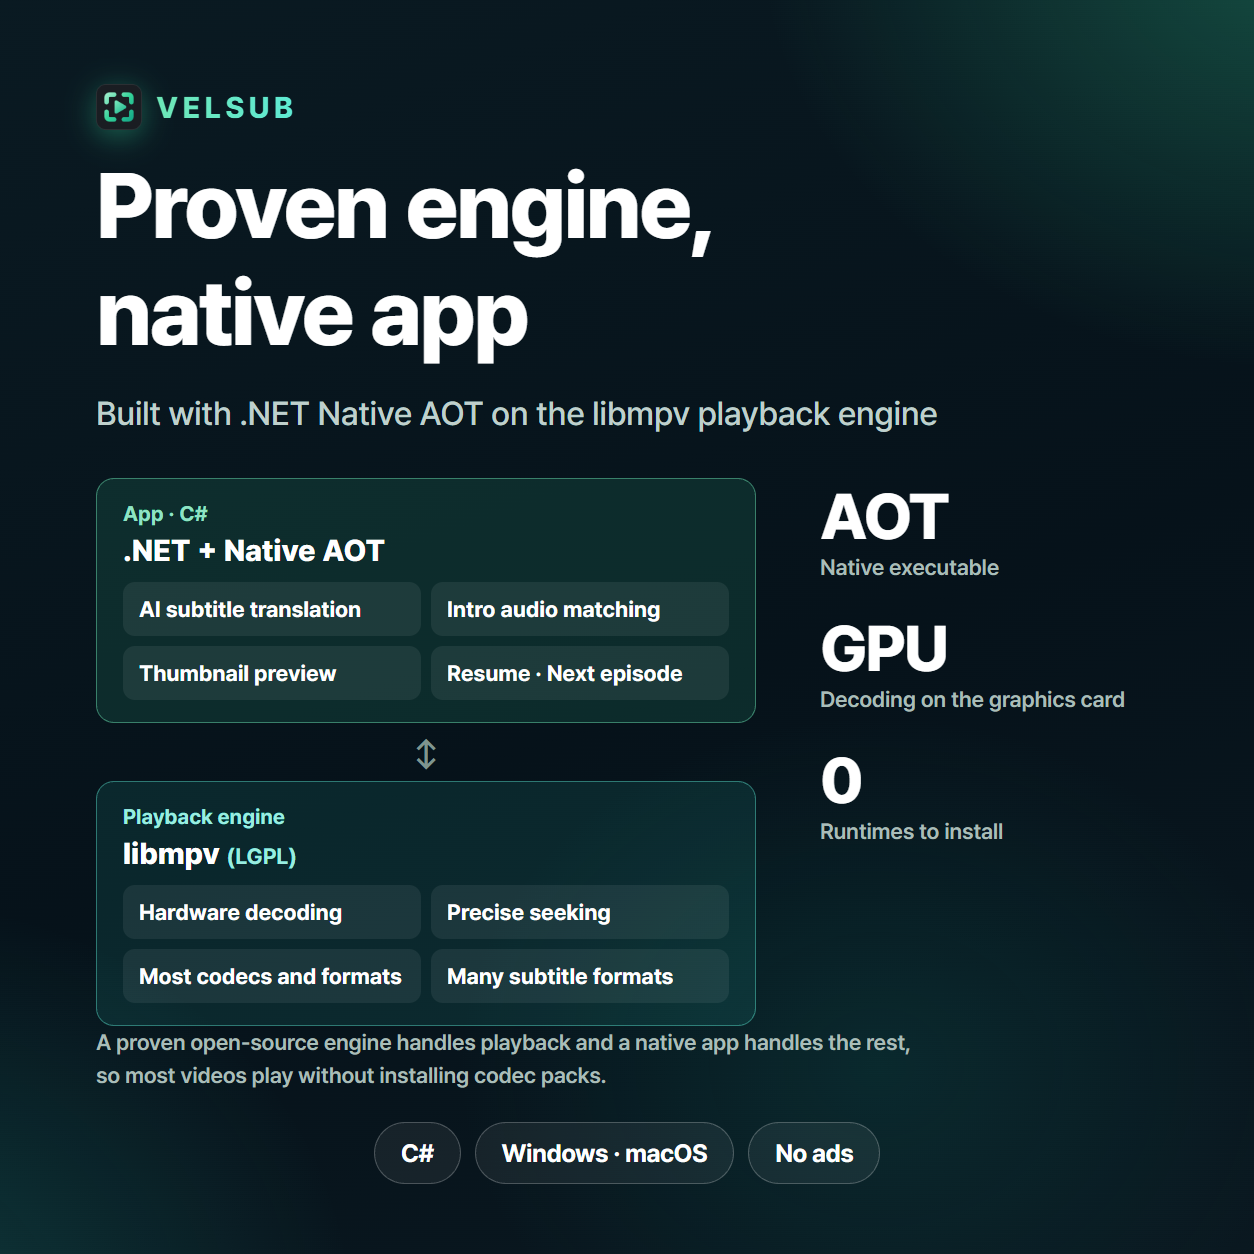 VELSUB
Proven engine,
native app
Built with .NET Native AOT on the libmpv playback engine
App · C#
.NET + Native AOT
AI subtitle translation
Intro audio matching
Thumbnail preview
Resume · Next episode
↕
Playback engine
libmpv (LGPL)
Hardware decoding
Precise seeking
Most codecs and formats
Many subtitle formats
AOT
Native executable
GPU
Decoding on the graphics card
0
Runtimes to install
A proven open-source engine handles playback and a native app handles the rest,
so most videos play without installing codec packs.
C#
Windows · macOS
No ads